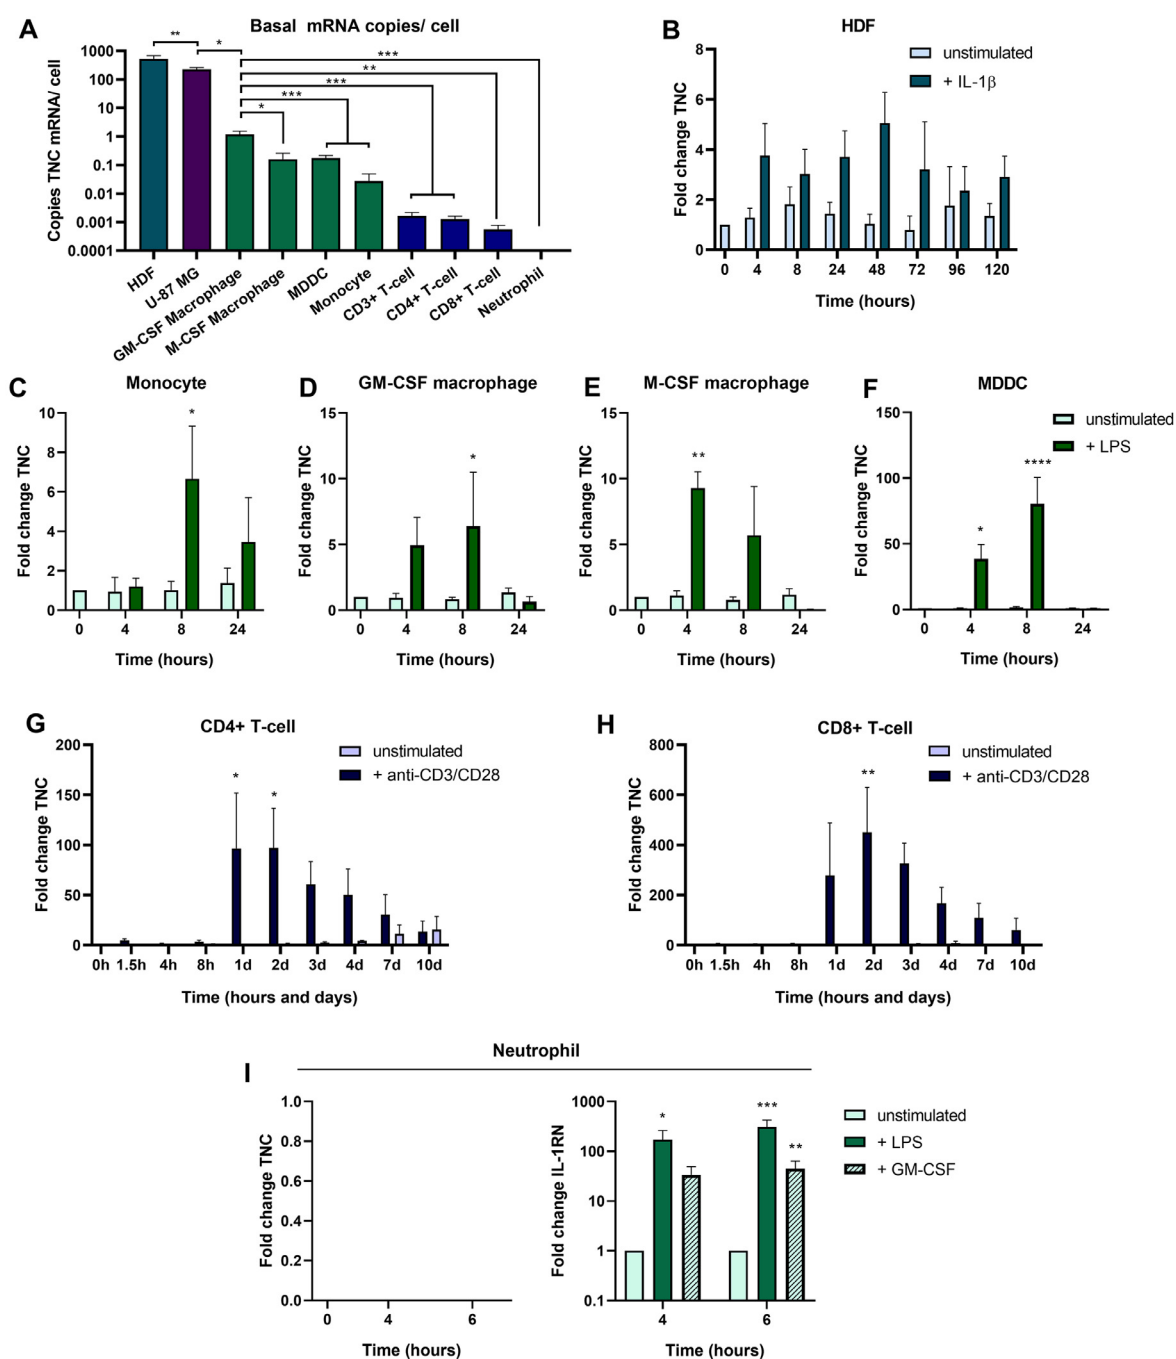 A
Basal mRNA copies/ cell
Copies TNC mRNA/ cell
1000
100
10
1
0.1
0.01
0.001
0.0001
** * *** ** *** *** *
HDF
U-87 MG
GM-CSF Macrophage
M-CSF Macrophage
MDDC
Monocyte
CD3+ T-cell
CD4+ T-cell
CD8+ T-cell
Neutrophil
B
HDF
unstimulated
+ IL-1β
Fold change TNC
8
6
4
2
0
0 4 8 24 48 72 96 120
Time (hours)
C
Monocyte
Fold change TNC
10
8
6
4
2
0
*
0 4 8 24
Time (hours)
D
GM-CSF macrophage
Fold change TNC
15
10
5
0
*
0 4 8 24
Time (hours)
E
M-CSF macrophage
Fold change TNC
15
10
5
0
**
0 4 8 24
Time (hours)
F
MDDC
unstimulated
+ LPS
Fold change TNC
150
100
50
0
* ****
0 4 8 24
Time (hours)
G
CD4+ T-cell
unstimulated
+ anti-CD3/CD28
Fold change TNC
200
150
100
50
0
* *
0h 1.5h 4h 8h 1d 2d 3d 4d 7d 10d
Time (hours and days)
H
CD8+ T-cell
unstimulated
+ anti-CD3/CD28
Fold change TNC
800
600
400
200
0
**
0h 1.5h 4h 8h 1d 2d 3d 4d 7d 10d
Time (hours and days)
I
Neutrophil
Fold change TNC
1.0
0.8
0.6
0.4
0.2
0.0
0 4 6
Time (hours)
Fold change IL-1RN
1000
100
10
1
0.1
* *** **
4 6
Time (hours)
unstimulated
+ LPS
+ GM-CSF